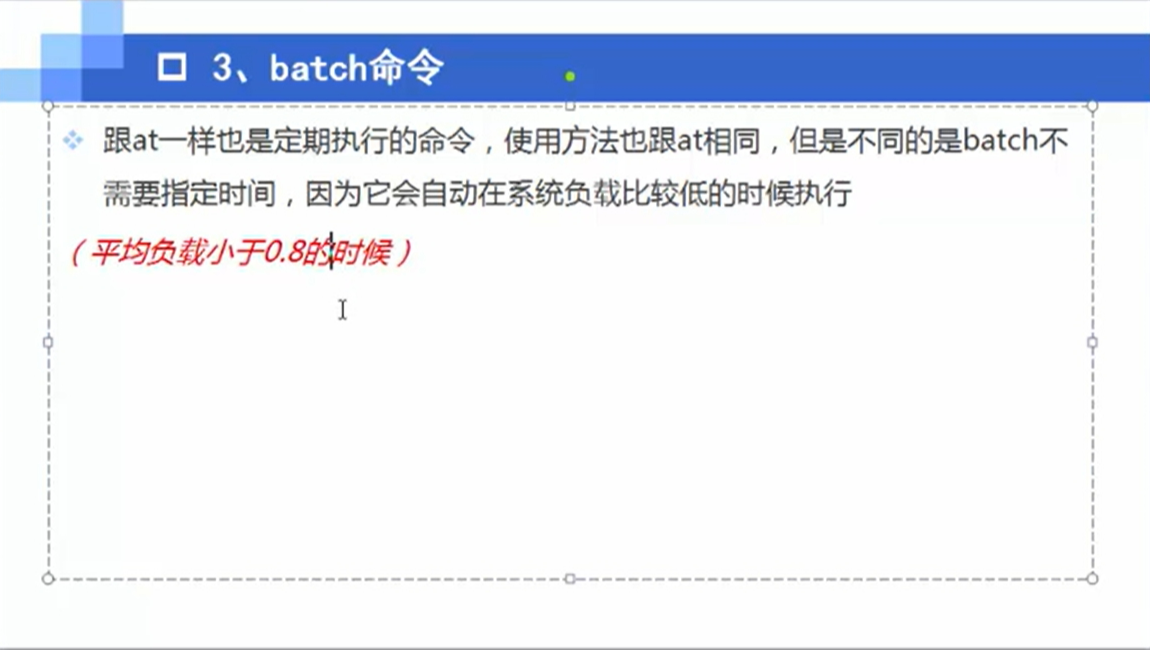 3、batch命令
跟at一样也是定期执行的命令，使用方法也跟at相同，但是不同的是batch不
需要指定时间，因为它会自动在系统负载比较低的时候执行
（平均负载小于0.8的时候）